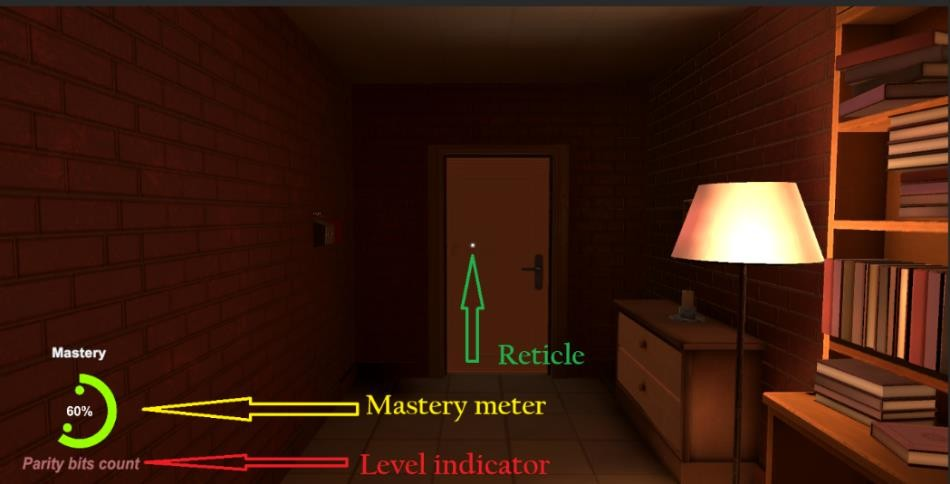 Reticle
Mastery
60%
Mastery meter
Parity bits count
Level indicator